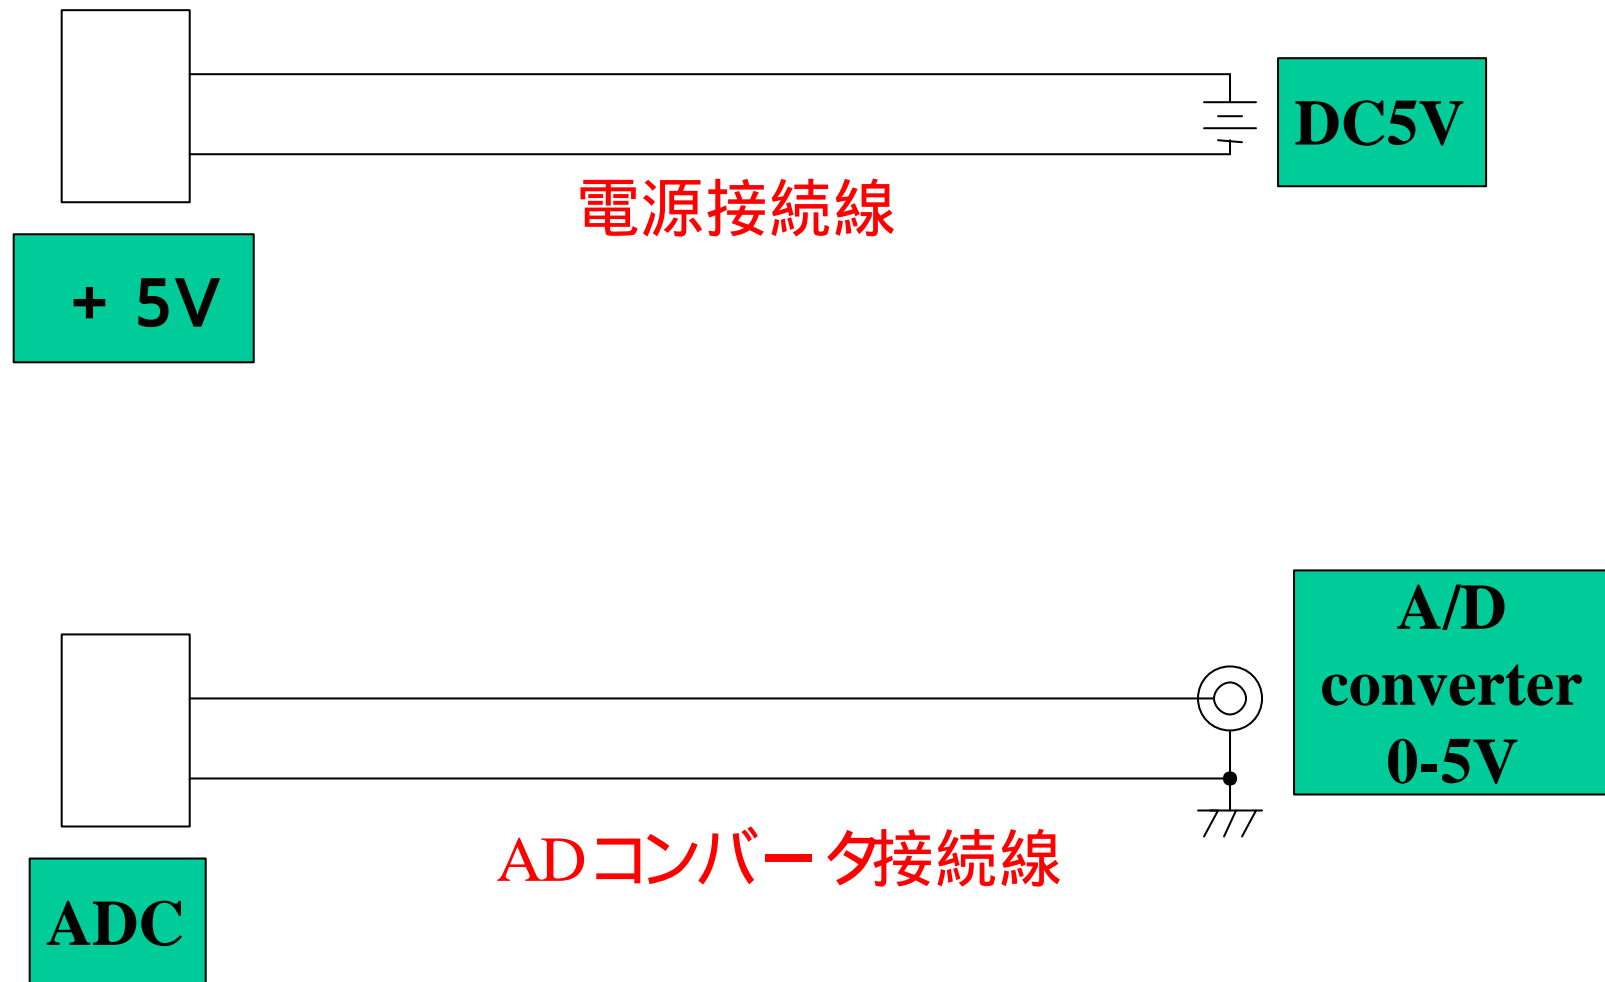 DC5V
電源接続線
+ 5V
A/D
converter
0-5V
ADコンバータ接続線
ADC